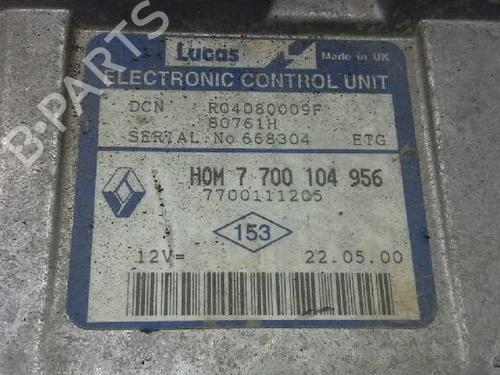 Lucas Made in UK
ELECTRONIC CONTROL UNIT
DCN R04080009F
80761H
SERIAL.No 668304 ETG
HOM 7 700 104 956
7700111205
153
12V= 22.05.00
B-PARTS